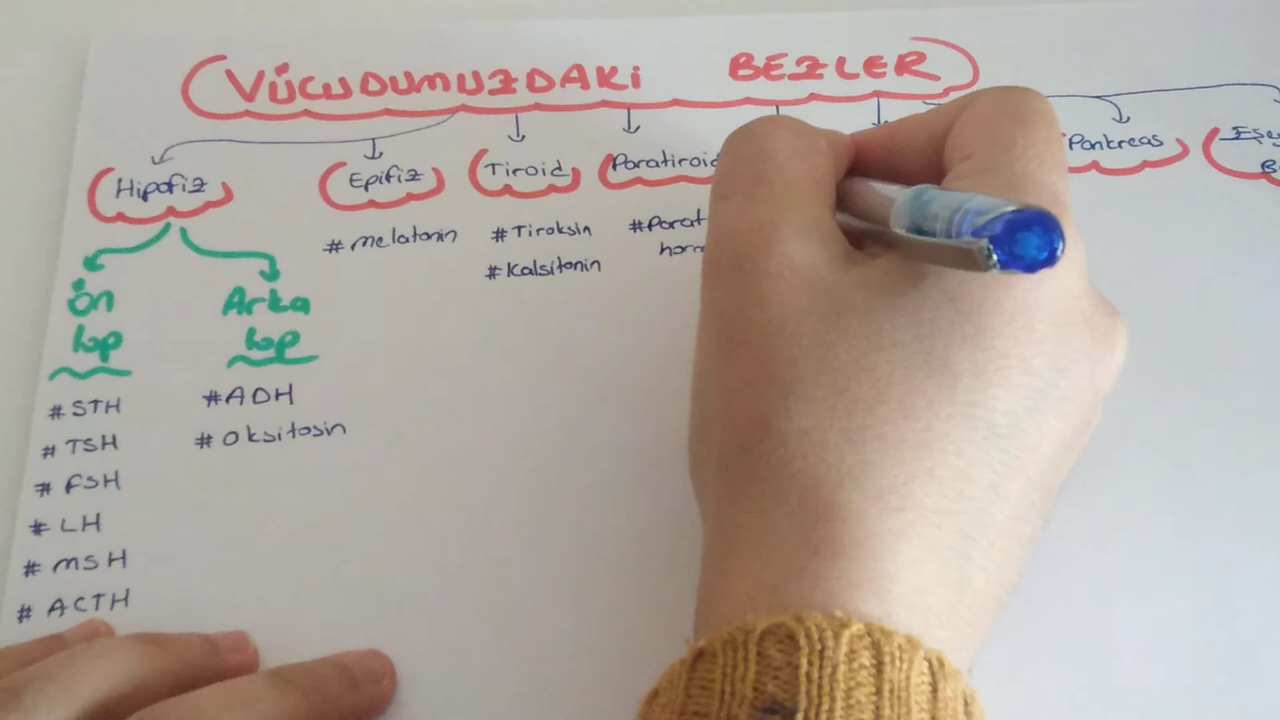 VÜCUDUMUZDAKİ BEZLER
Hipofiz
Epifiz
Tiroid
Paratiroid
Pankreas
#melatonin
#Tiroksin
#Kalsitonin
Ön
lop
Arka
lop
#STH
#TSH
#FSH
#LH
#MSH
#ACTH
#ADH
#Oksitosin